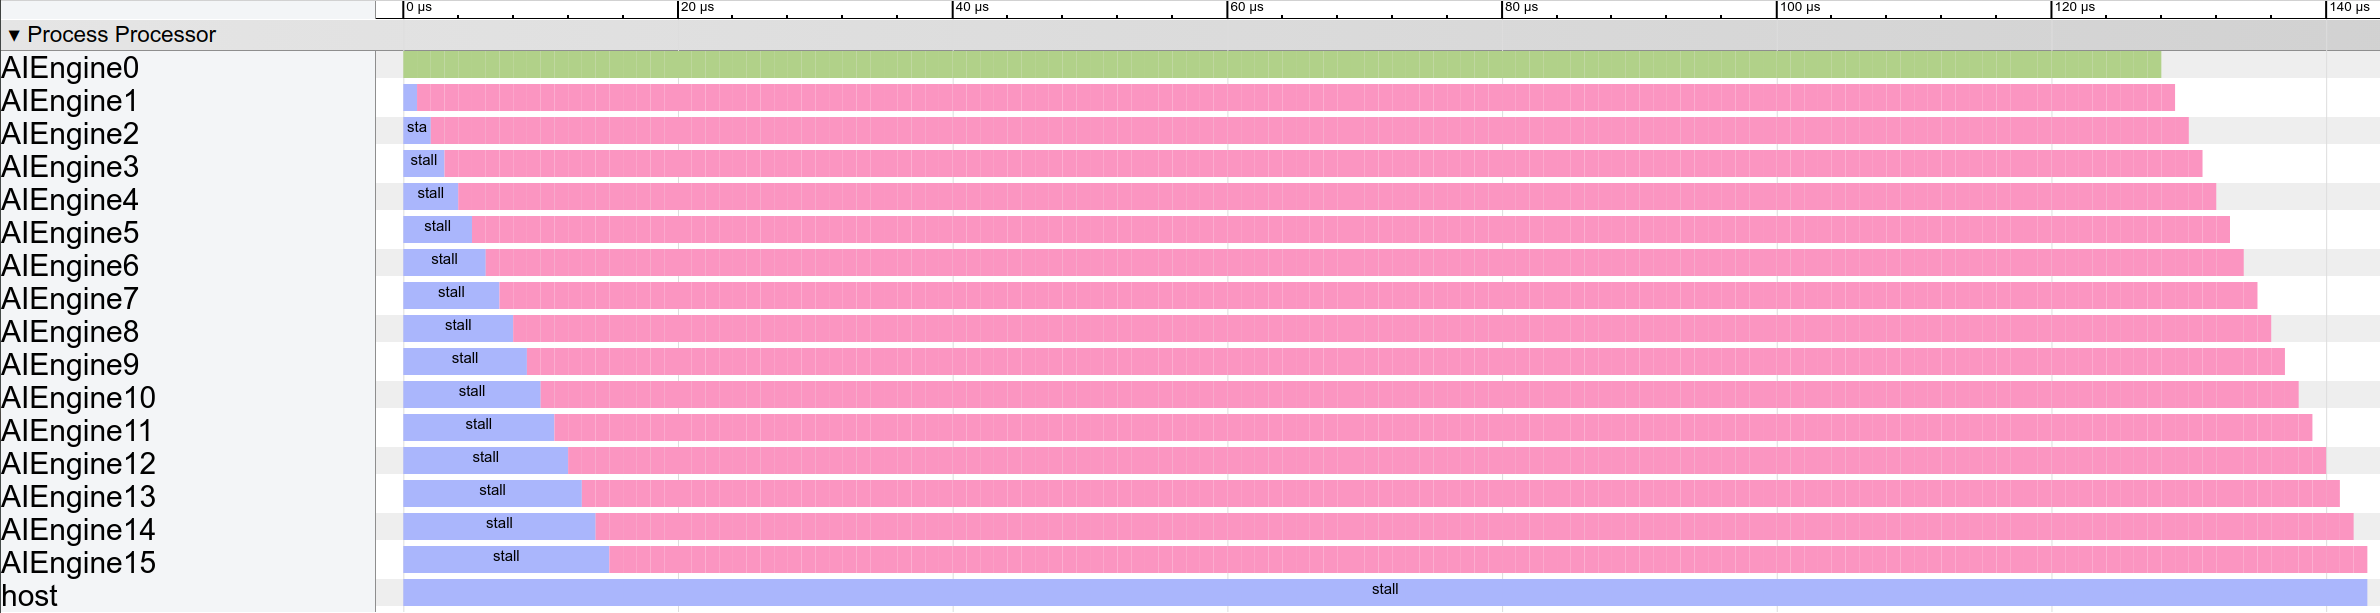 0 μs 20 μs 40 μs 60 μs 80 μs 100 μs 120 μs 140 μs
▼ Process Processor
AIEngine0
AIEngine1
AIEngine2 sta
AIEngine3 stall
AIEngine4 stall
AIEngine5 stall
AIEngine6 stall
AIEngine7 stall
AIEngine8 stall
AIEngine9 stall
AIEngine10 stall
AIEngine11 stall
AIEngine12 stall
AIEngine13 stall
AIEngine14 stall
AIEngine15 stall
host stall